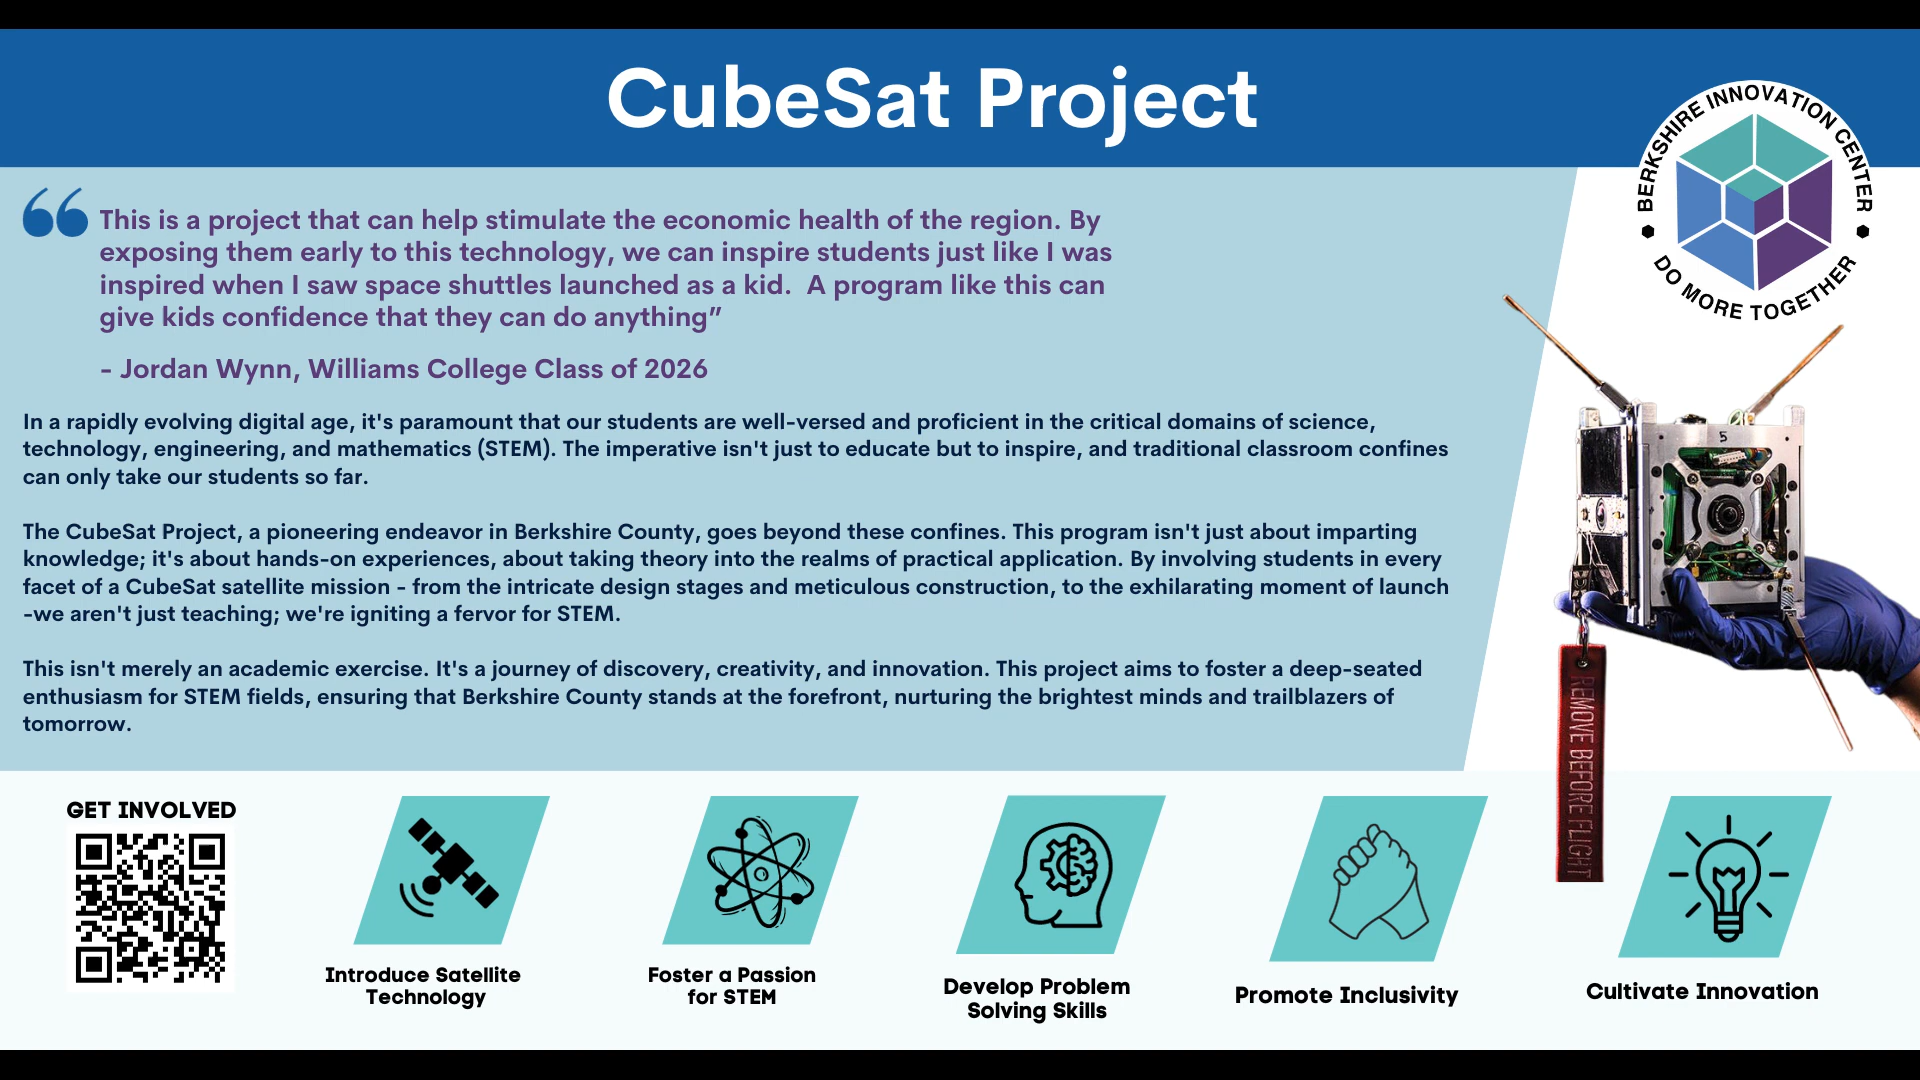 CubeSat Project
BERKSHIRE INNOVATION CENTER
DO MORE TOGETHER
This is a project that can help stimulate the economic health of the region. By
exposing them early to this technology, we can inspire students just like I was
inspired when I saw space shuttles launched as a kid.  A program like this can
give kids confidence that they can do anything”
- Jordan Wynn, Williams College Class of 2026
In a rapidly evolving digital age, it's paramount that our students are well-versed and proficient in the critical domains of science,
technology, engineering, and mathematics (STEM). The imperative isn't just to educate but to inspire, and traditional classroom confines
can only take our students so far.
The CubeSat Project, a pioneering endeavor in Berkshire County, goes beyond these confines. This program isn't just about imparting
knowledge; it's about hands-on experiences, about taking theory into the realms of practical application. By involving students in every
facet of a CubeSat satellite mission - from the intricate design stages and meticulous construction, to the exhilarating moment of launch
-we aren't just teaching; we're igniting a fervor for STEM.
This isn't merely an academic exercise. It's a journey of discovery, creativity, and innovation. This project aims to foster a deep-seated
enthusiasm for STEM fields, ensuring that Berkshire County stands at the forefront, nurturing the brightest minds and trailblazers of
tomorrow.
5
REMOVE BEFORE FLIGHT
GET INVOLVED
Introduce Satellite
Technology
Foster a Passion
for STEM
Develop Problem
Solving Skills
Promote Inclusivity
Cultivate Innovation